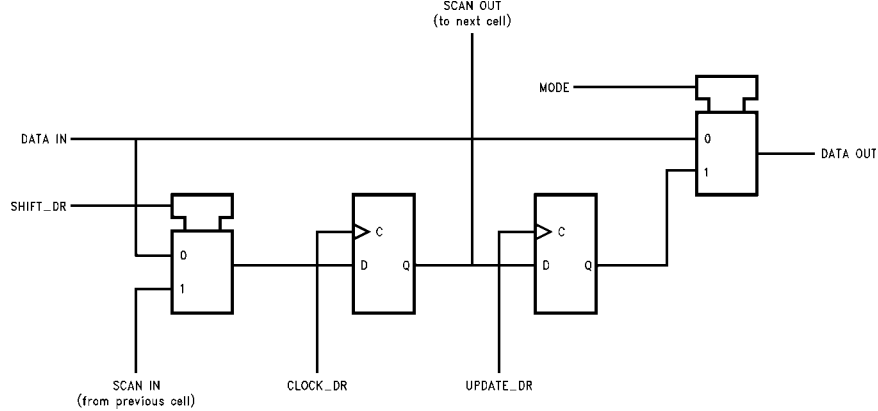 SCAN OUT
(to next cell)
MODE
DATA IN
0
1
DATA OUT
SHIFT_DR
0
1
C
D
Q
C
D
Q
SCAN IN
(from previous cell)
CLOCK_DR
UPDATE_DR